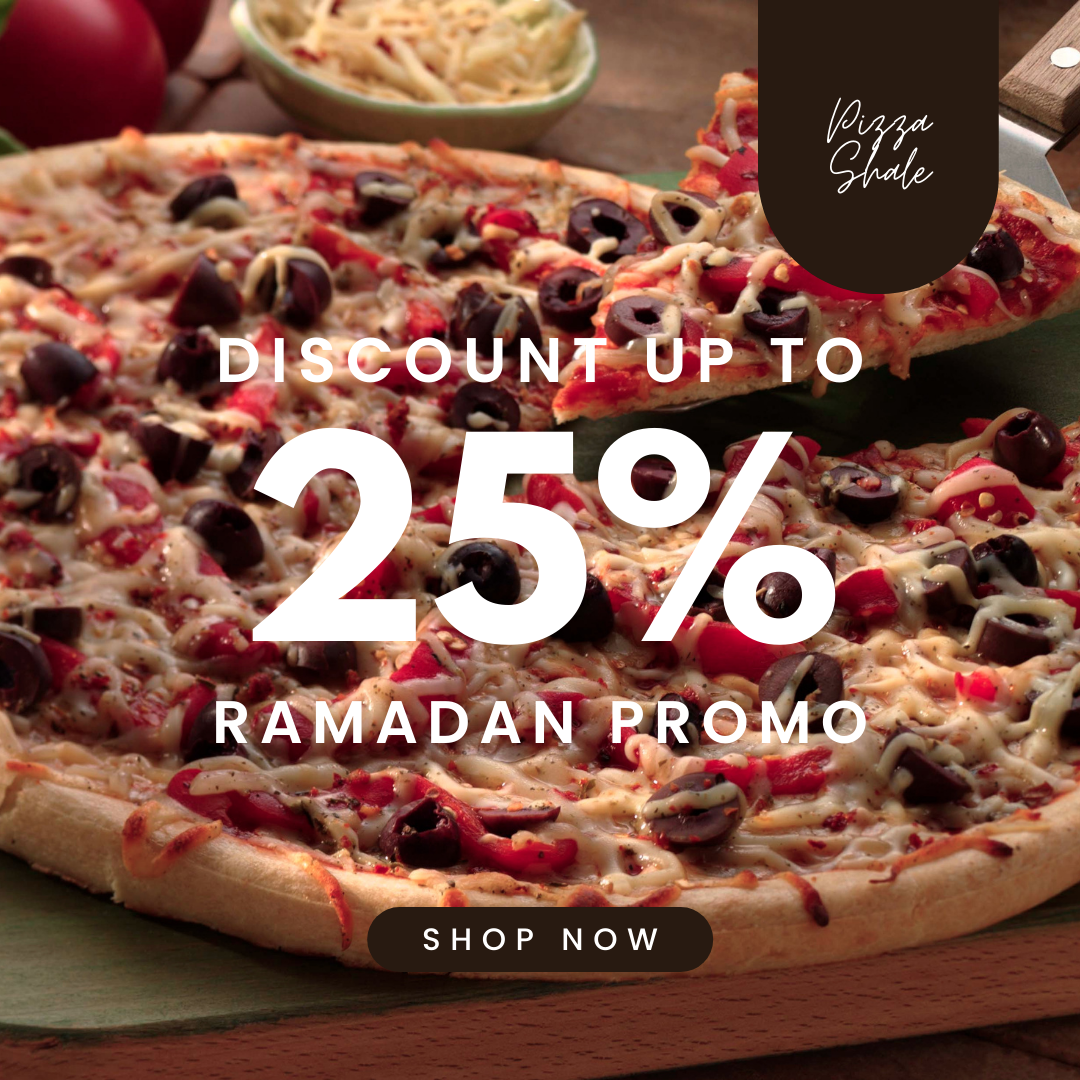 Pizza
Shale
DISCOUNT UP TO
25%
RAMADAN PROMO
SHOP NOW